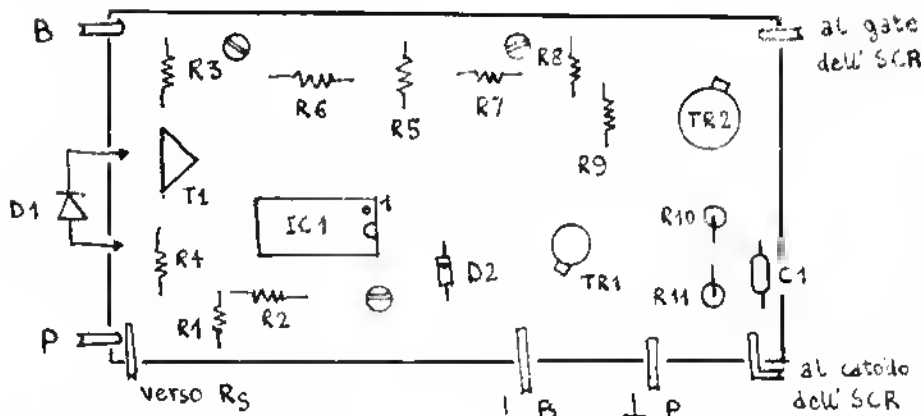 B
al gate
dell' SCR
R3
R6
R5
R7
R8
R9
TR2
D1
T1
IC1
1
R10
R4
D2
TR1
R11
C1
R1
R2
P
verso RS
B
P
al catodo
dell' SCR